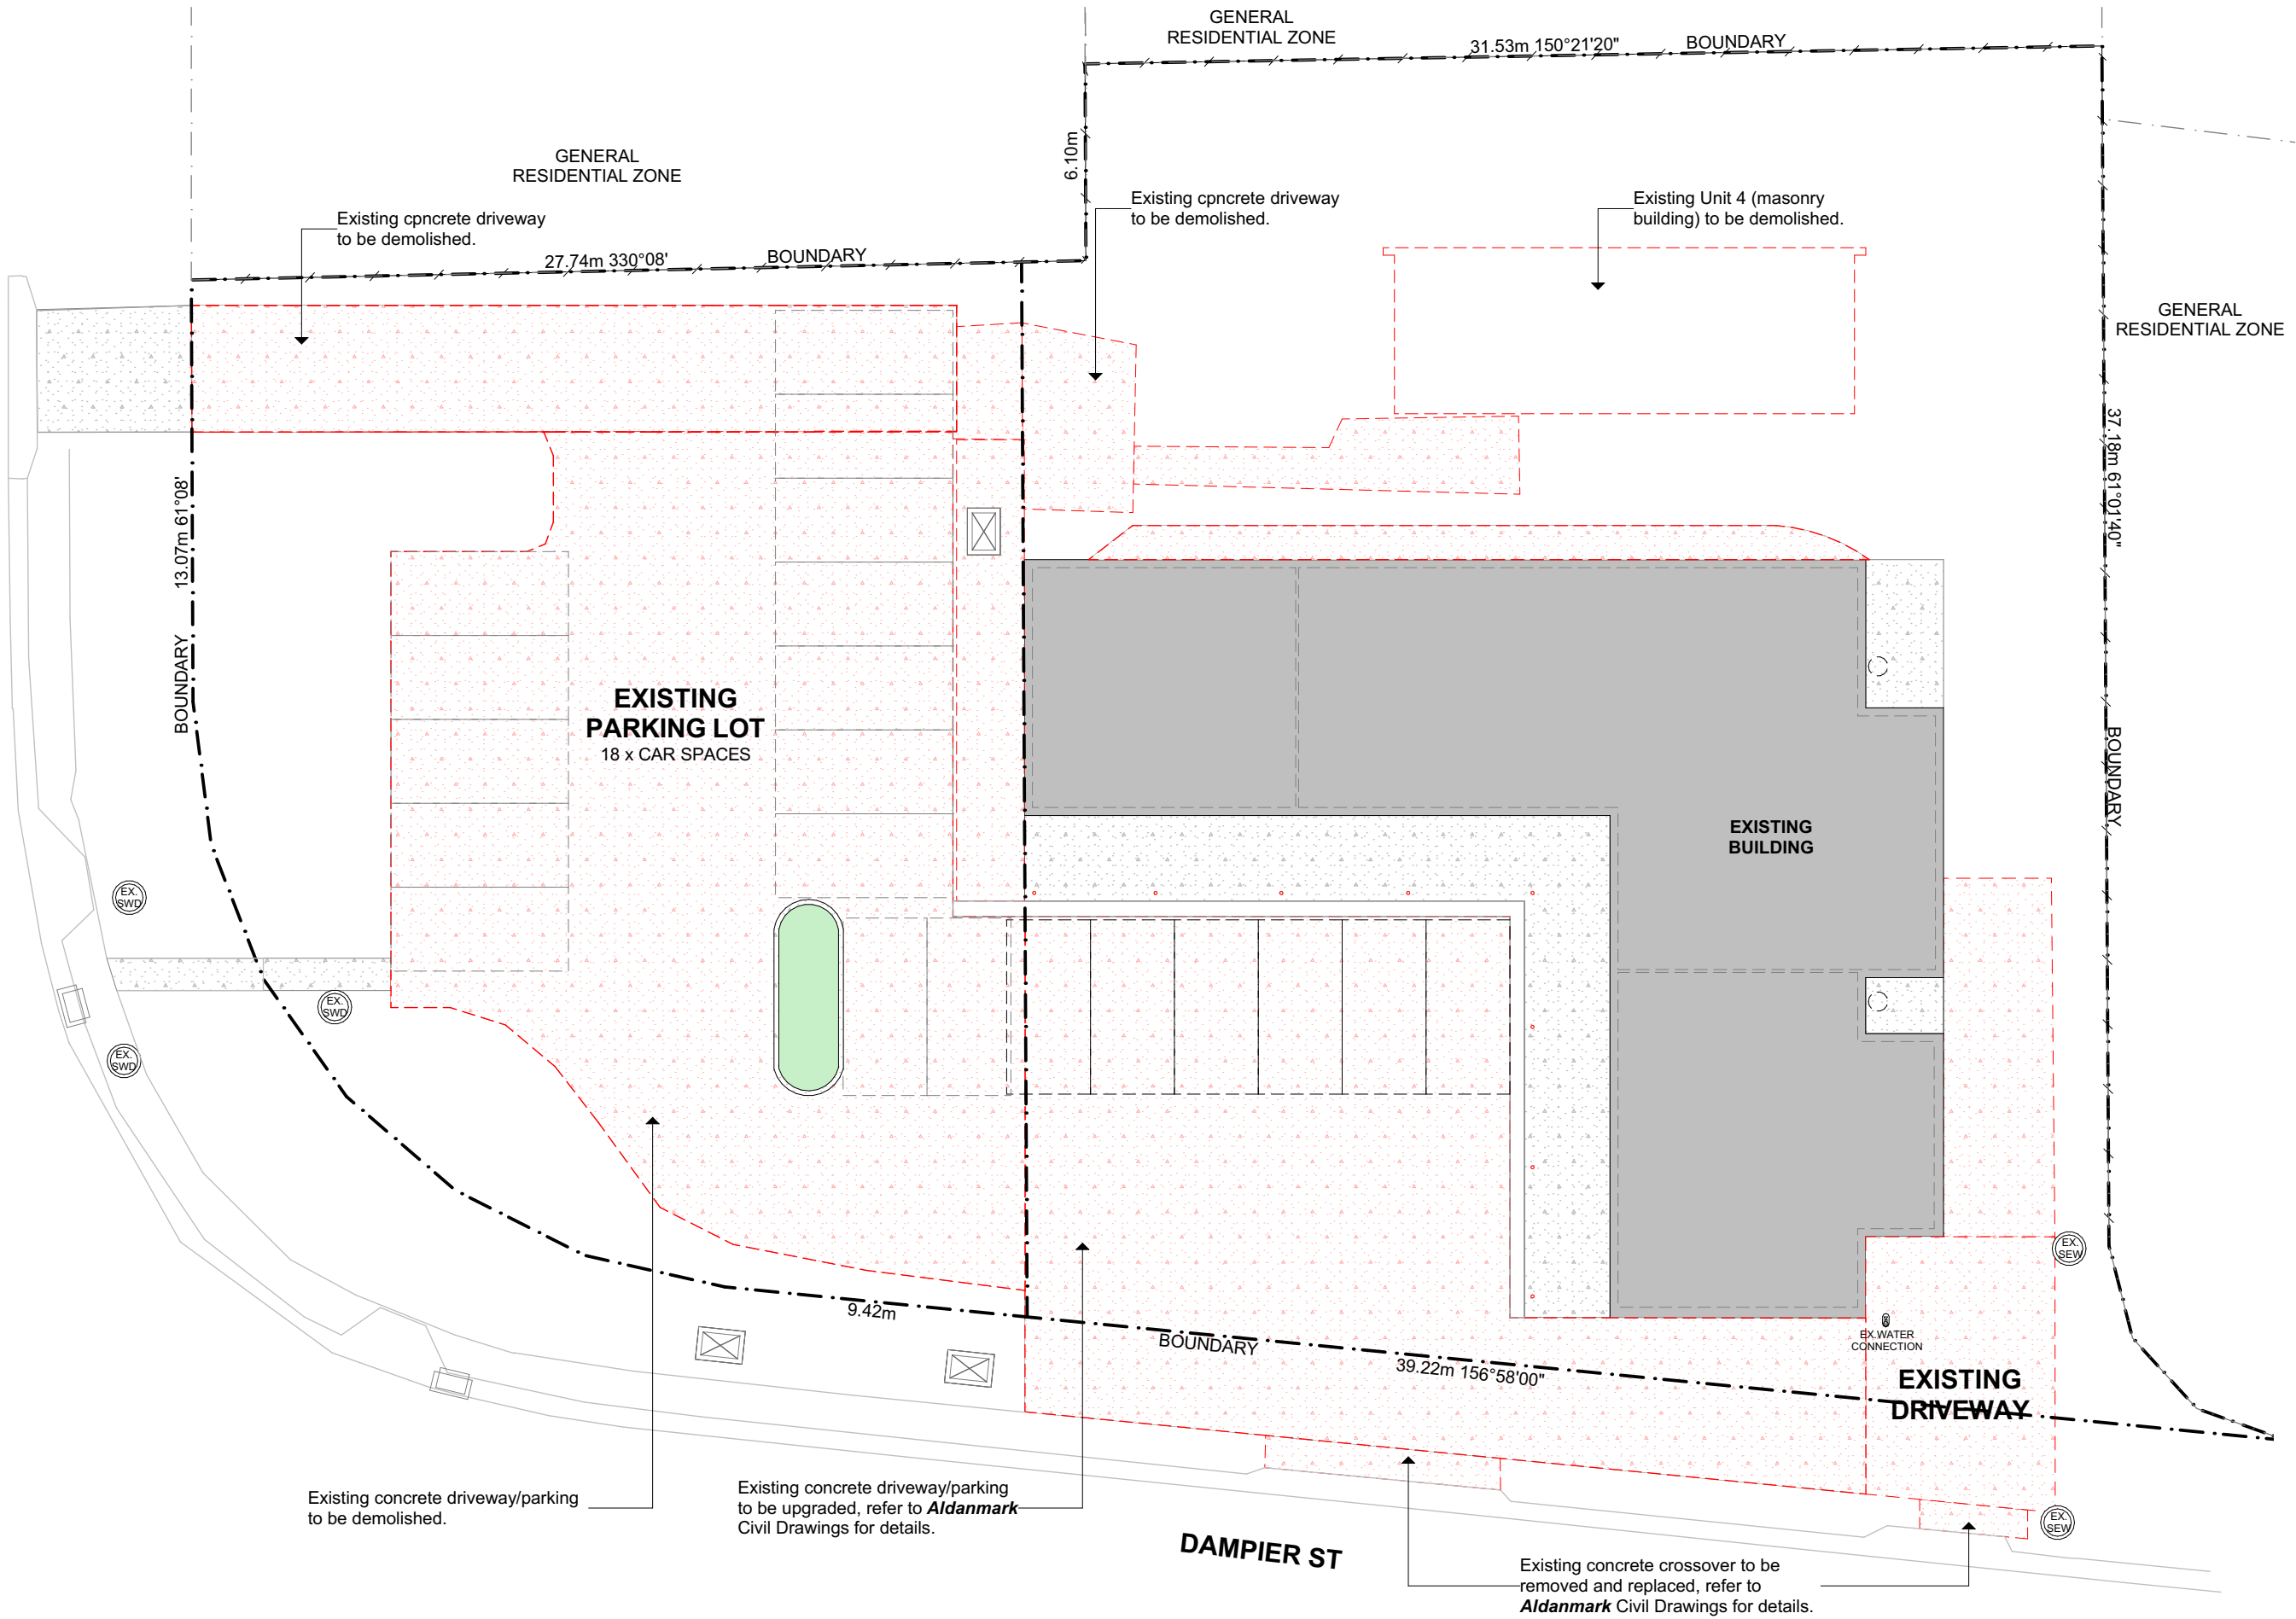 GENERAL
RESIDENTIAL ZONE
31.53m 150°21'20"
BOUNDARY
GENERAL
RESIDENTIAL ZONE
6.10m
Existing cpncrete driveway
to be demolished.
Existing cpncrete driveway
to be demolished.
Existing Unit 4 (masonry
building) to be demolished.
27.74m 330°08'
BOUNDARY
GENERAL
RESIDENTIAL ZONE
37.18m 61°01'40"
BOUNDARY
13.07m 61°08'
BOUNDARY
EXISTING
PARKING LOT
18 x CAR SPACES
EXISTING
BUILDING
EX.
SWD
EX.
SWD
EX.
SWD
EX.
SEW
9.42m
BOUNDARY
39.22m 156°58'00"
EX.WATER
CONNECTION
EXISTING
DRIVEWAY
Existing concrete driveway/parking
to be demolished.
Existing concrete driveway/parking
to be upgraded, refer to Aldanmark
Civil Drawings for details.
DAMPIER ST
EX.
SEW
Existing concrete crossover to be
removed and replaced, refer to
Aldanmark Civil Drawings for details.